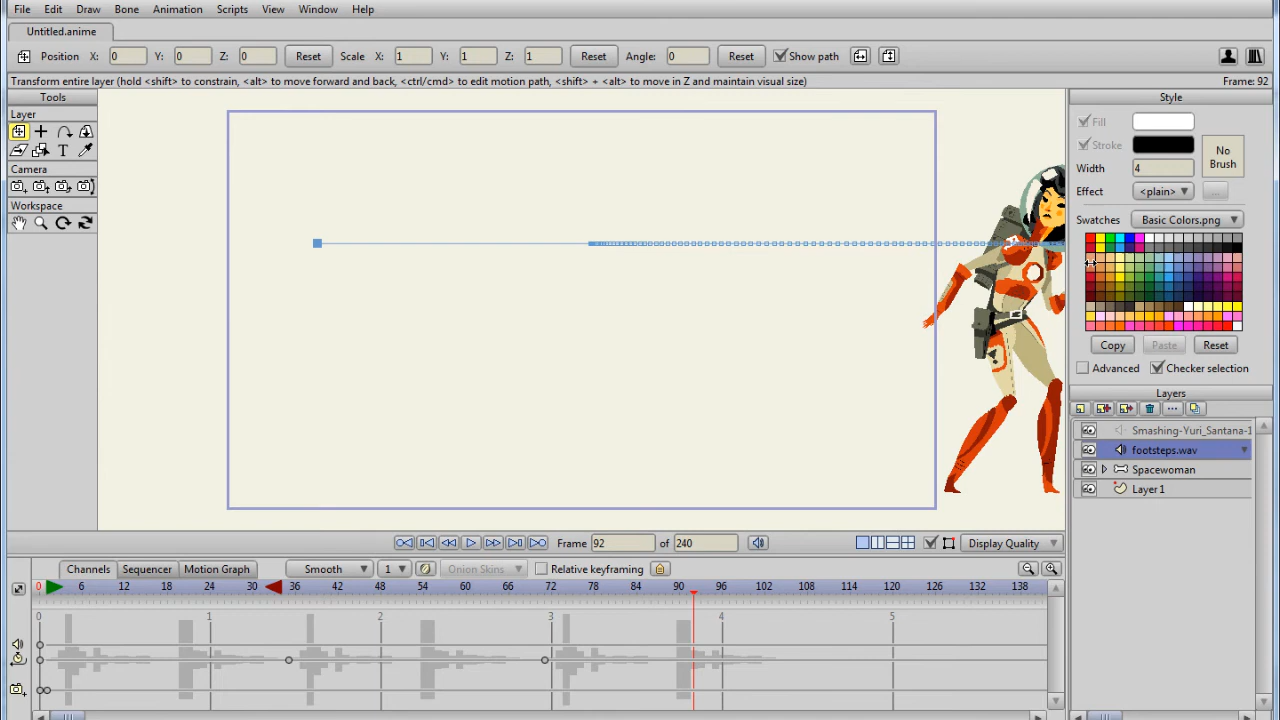 File Edit Draw Bone Animation Scripts View Window Help
Untitled.anime
Position X: 0 Y: 0 Z: 0 Reset Scale X: 1 Y: 1 Z: 1 Reset Angle: 0 Reset Show path
Transform entire layer (hold <shift> to constrain, <alt> to move forward and back, <ctrl/cmd> to edit motion path, <shift> + <alt> to move in Z and maintain visual size) Frame: 92
Tools
Layer
T
Camera
Workspace
Style
Fill
Stroke
No
Brush
Width 4
Effect <plain> ...
Swatches Basic Colors.png
Copy Paste Reset
Advanced Checker selection
Layers
Smashing-Yuri_Santana-1
footsteps.wav
Spacewoman
Layer1
Frame 92 of 240 Display Quality
Channels Sequencer Motion Graph Smooth 1 Onion Skins Relative keyframing
0 6 12 18 24 30 36 42 48 54 60 66 72 78 84 90 96 102 108 114 120 126 132 138
0 1 2 3 4 5